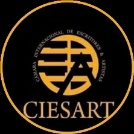 CÁMARA INTERNACIONAL DE ESCRITORES & ARTISTAS
CIESART